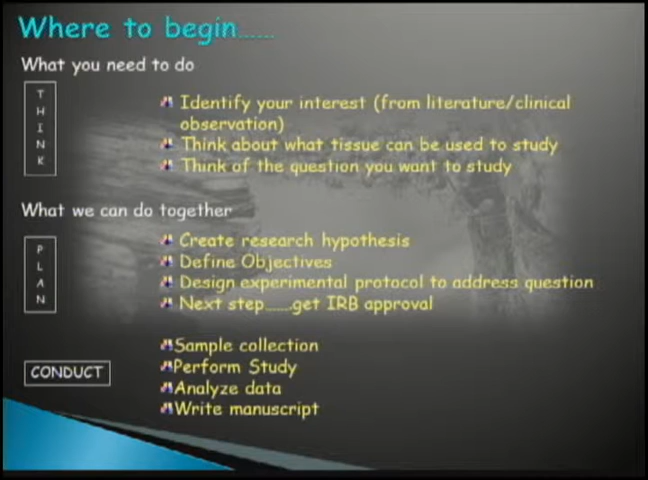 Where to begin......
What you need to do
THINK
Identify your interest (from literature/clinical
observation)
Think about what tissue can be used to study
Think of the question you want to study
What we can do together
PLAN
Create research hypothesis
Define Objectives
Design experimental protocol to address question
Next step......get IRB approval
CONDUCT
Sample collection
Perform Study
Analyze data
Write manuscript